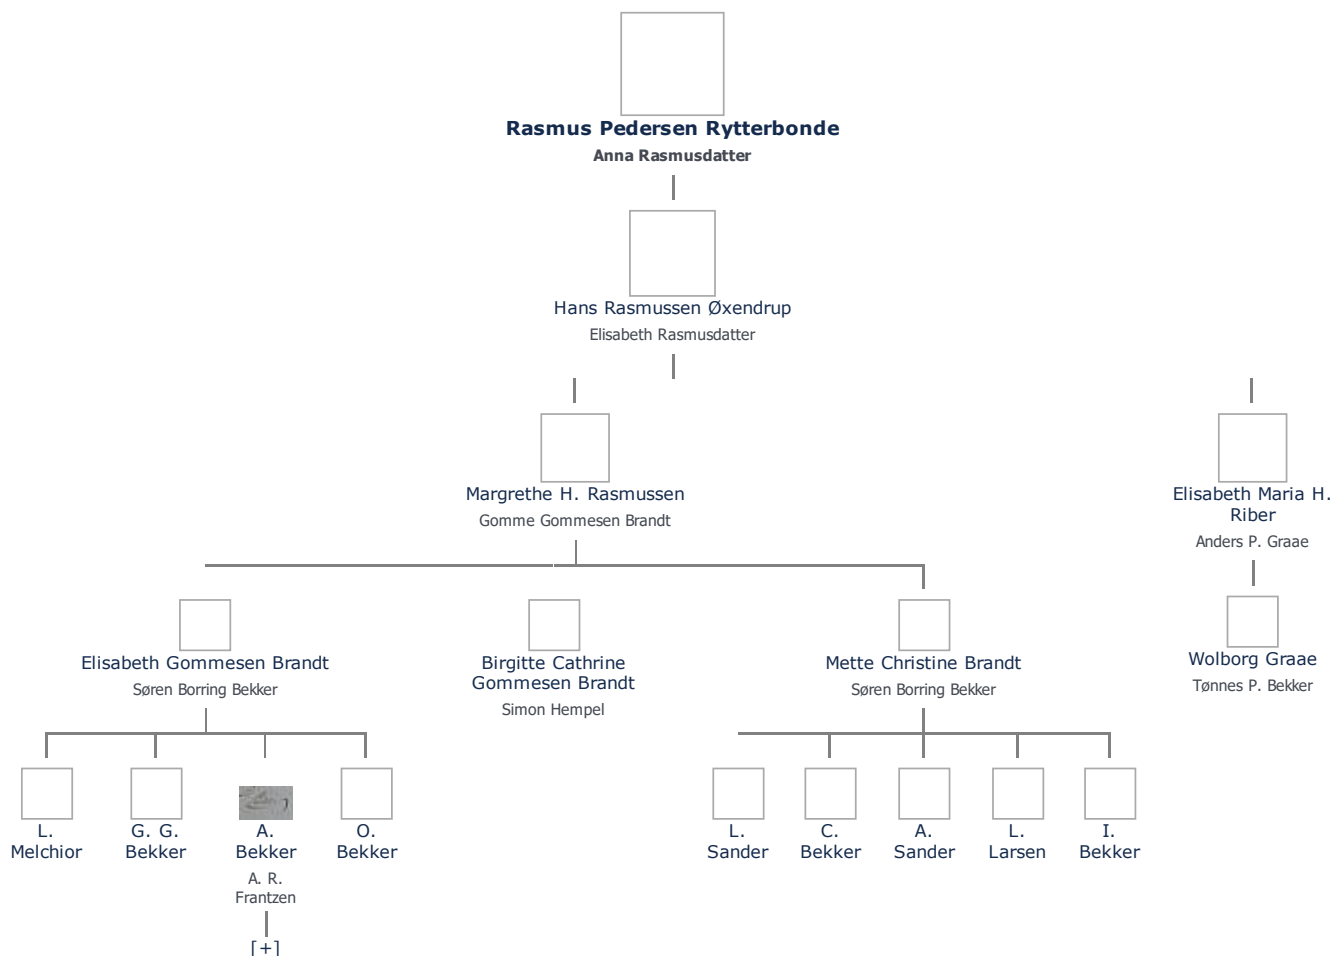 Rasmus Pedersen Rytterbonde
Anna Rasmusdatter
Hans Rasmussen Øxendrup
Elisabeth Rasmusdatter
Margrethe H. Rasmussen
Gomme Gommesen Brandt
Elisabeth Maria H.
Riber
Anders P. Graae
Elisabeth Gommesen Brandt
Søren Borring Bekker
Birgitte Cathrine
Gommesen Brandt
Simon Hempel
Mette Christine Brandt
Søren Borring Bekker
Wolborg Graae
Tønnes P. Bekker
L.
Melchior
G. G.
Bekker
A.
Bekker
A. R.
Frantzen
[+]
O.
Bekker
L.
Sander
C.
Bekker
A.
Sander
L.
Larsen
I.
Bekker